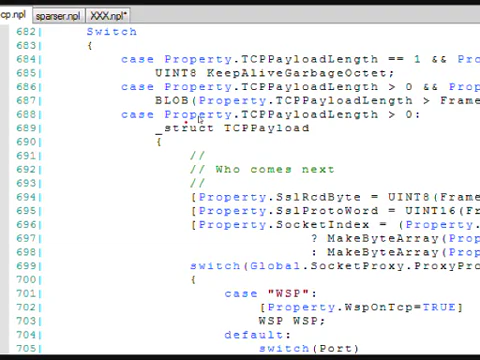 cp.npl sparser.npl XXX.npl*
682 Switch
683 {
684 case Property.TCPPayloadLength == 1 && Pro
685 UINT8 KeepAliveGarbageOctet;
686 case Property.TCPPayloadLength > 0 && Pro
687 BLOB(Property.TCPPayloadLength > Frame
688 case Property.TCPPayloadLength > 0:
689 _struct TCPPayload
690 {
691 //
692 // Who comes next
693 //
694 [Property.SslRcdByte = UINT8(Fram
695 [Property.SslProtoWord = UINT16(F
696 [Property.SocketIndex = (Property.
697 ? MakeByteArray(Prop
698 : MakeByteArray(Prop
699 switch(Global.SocketProxy.ProxyPro
700 {
701 case "WSP":
702 [Property.WspOnTcp=TRUE]
703 WSP WSP;
704 default:
705 switch(Port)